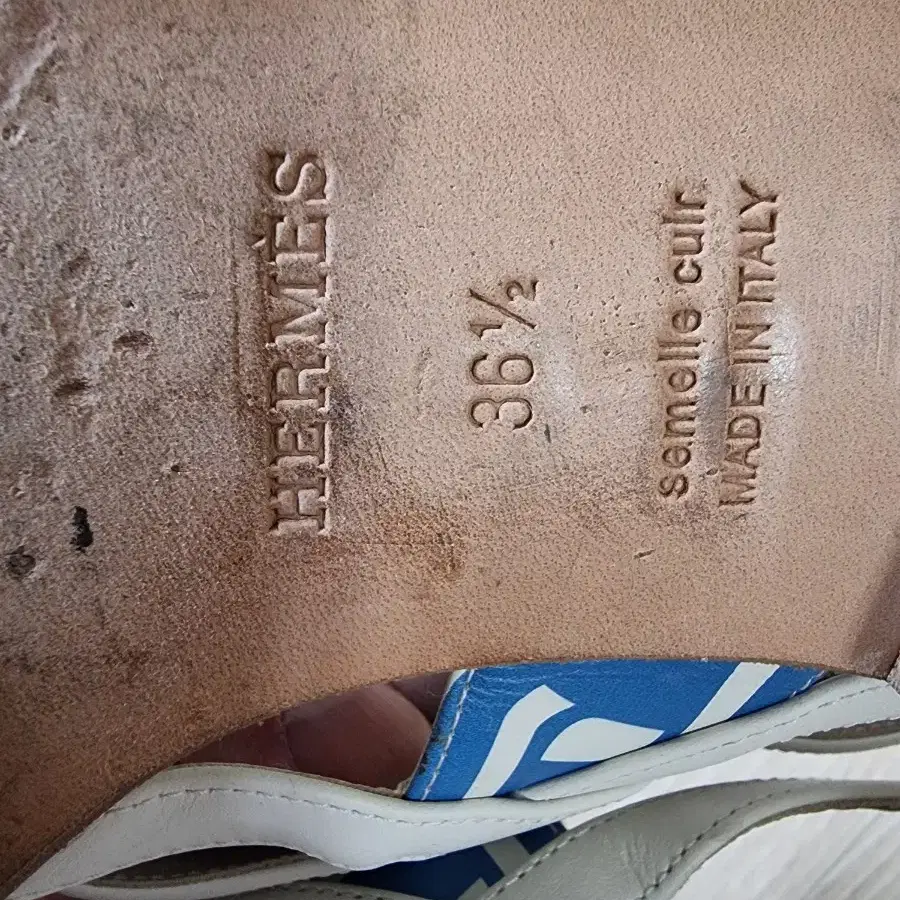 HERMÈS
36½
semelle cuir
MADE IN ITALY